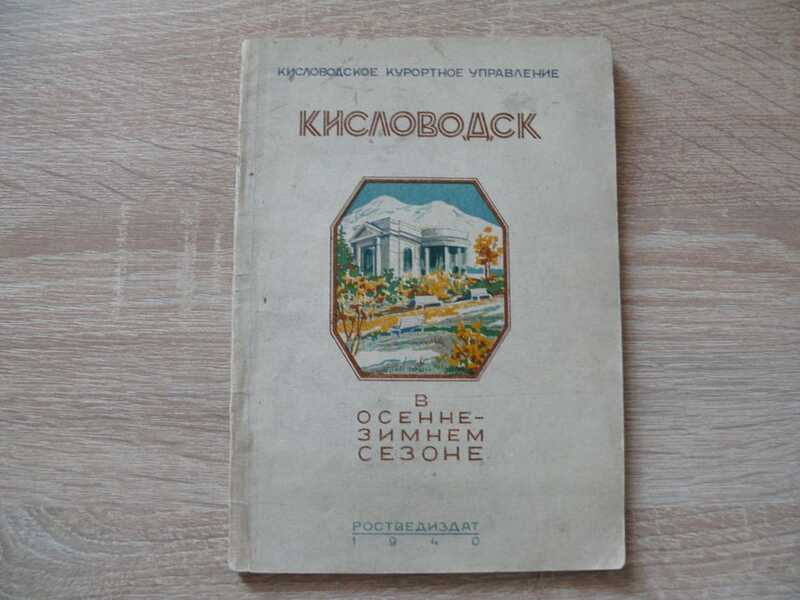 КИСЛОВОДСКОЕ КУРОРТНОЕ УПРАВЛЕНИЕ
КИСЛОВОДСК
В
ОСЕННЕ-
ЗИМНЕМ
СЕЗОНЕ
РОСТВЕДИЗДАТ
1940